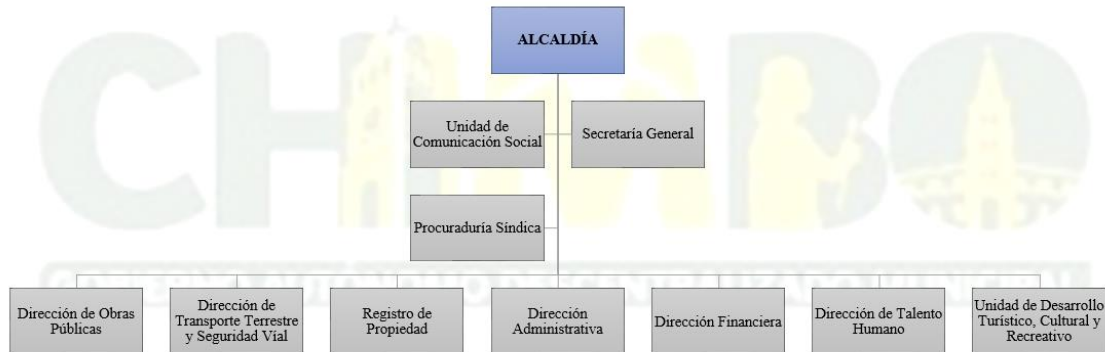 ALCALDÍA
Unidad de
Comunicación Social
Secretaría General
Procuraduría Síndica
Dirección de Obras
Públicas
Dirección de
Transporte Terrestre
y Seguridad Víal
Registro de
Propiedad
Dirección
Administrativa
Dirección Financiera
Dirección de Talento
Humano
Unidad de Desarrollo
Turístico, Cultural y
Recreativo
CHIMBO